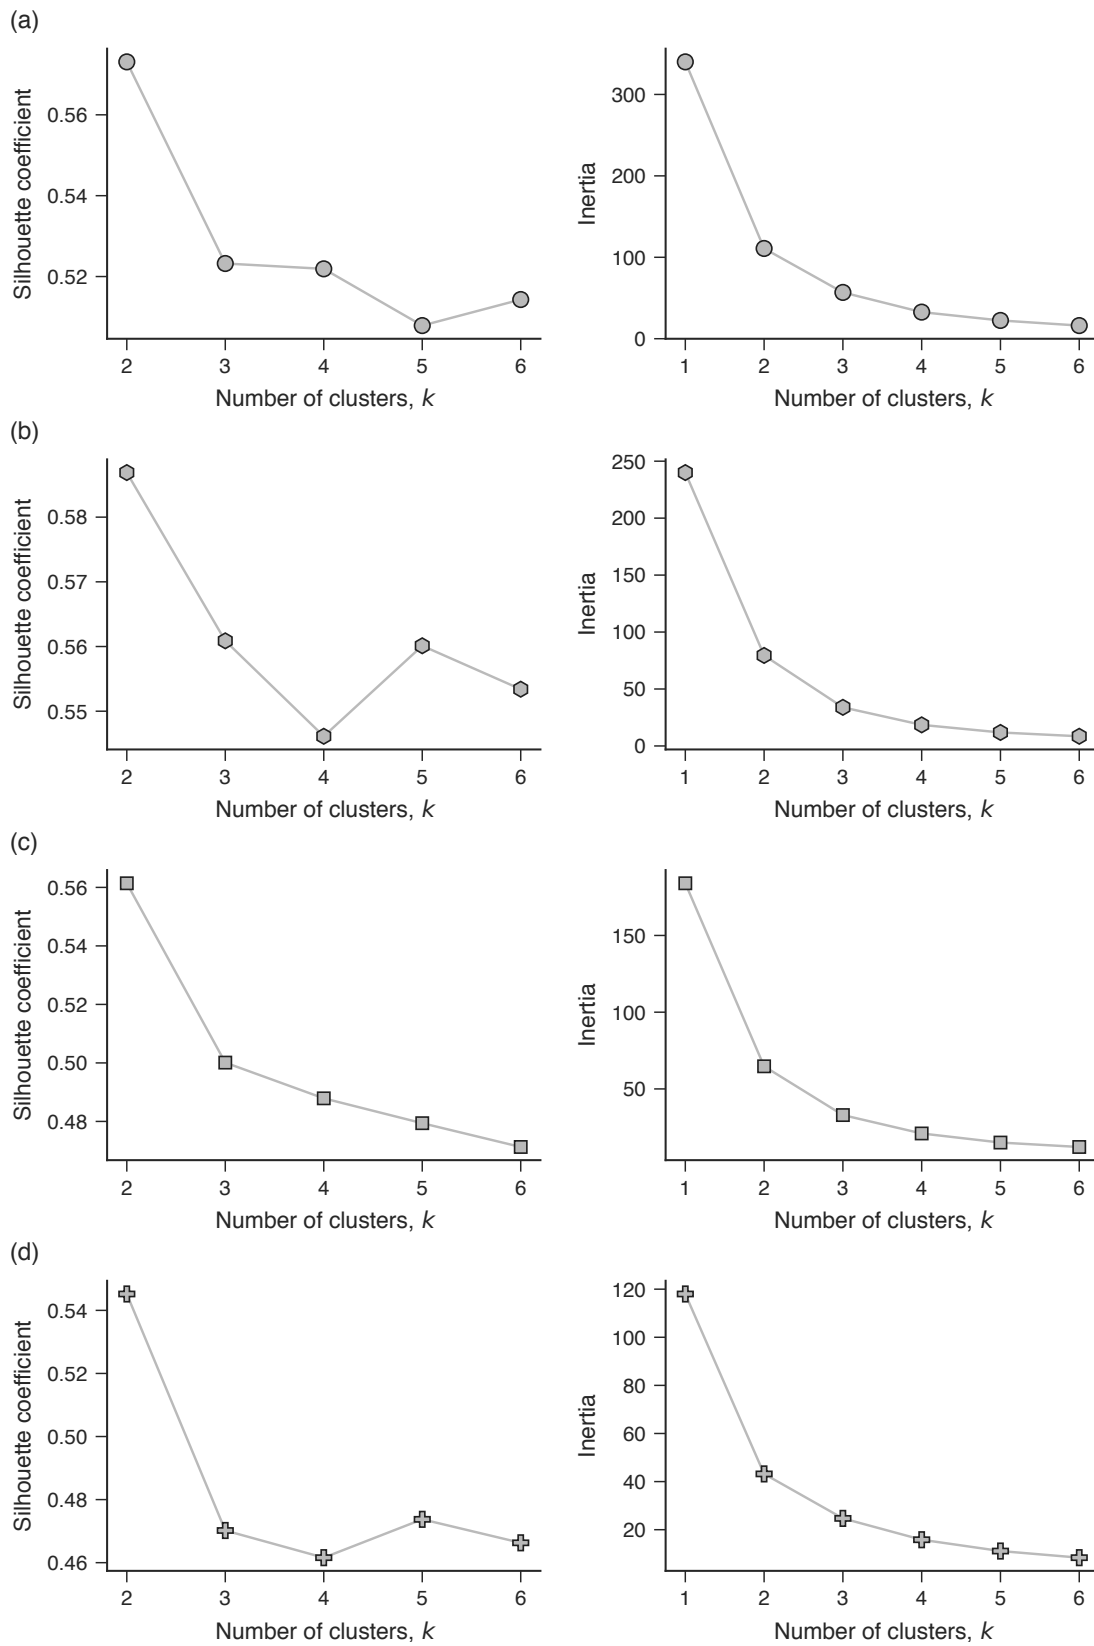 (a)
Silhouette coefficient
0.56
0.54
0.52
2 3 4 5 6
Number of clusters, k
Inertia
300
200
100
0
1 2 3 4 5 6
Number of clusters, k
(b)
Silhouette coefficient
0.58
0.57
0.56
0.55
2 3 4 5 6
Number of clusters, k
Inertia
250
200
150
100
50
0
1 2 3 4 5 6
Number of clusters, k
(c)
Silhouette coefficient
0.56
0.54
0.52
0.50
0.48
2 3 4 5 6
Number of clusters, k
Inertia
150
100
50
1 2 3 4 5 6
Number of clusters, k
(d)
Silhouette coefficient
0.54
0.52
0.50
0.48
0.46
2 3 4 5 6
Number of clusters, k
Inertia
120
100
80
60
40
20
1 2 3 4 5 6
Number of clusters, k